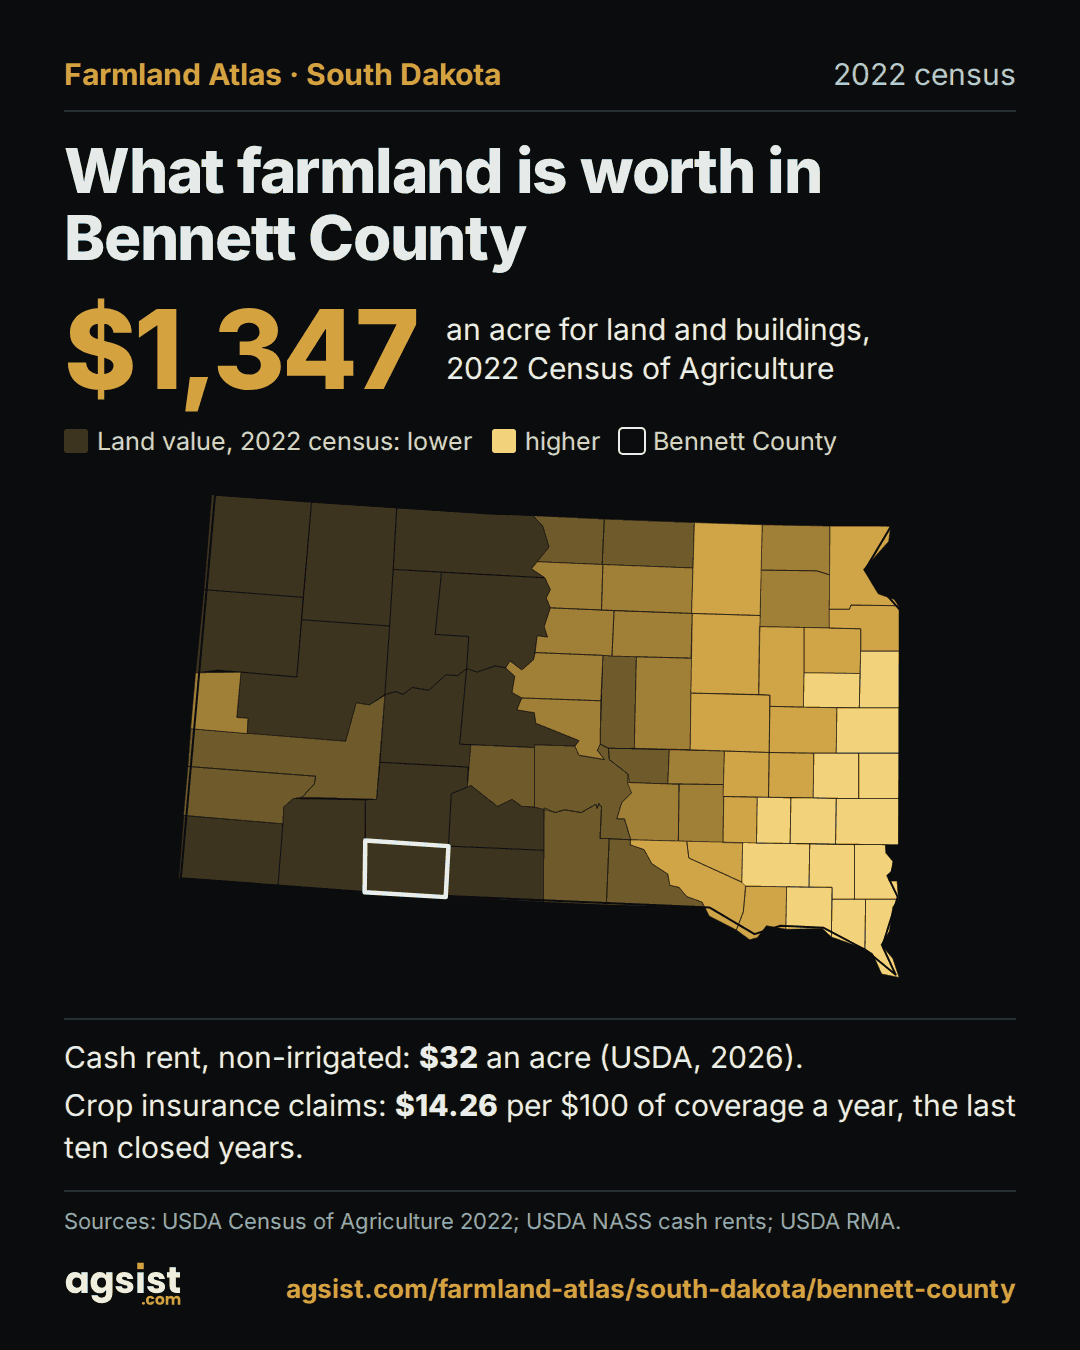 Farmland Atlas · South Dakota
2022 census
What farmland is worth in
Bennett County
$1,347
an acre for land and buildings,
2022 Census of Agriculture
Land value, 2022 census: lower
higher
Bennett County
Cash rent, non-irrigated: $32 an acre (USDA, 2026).
Crop insurance claims: $14.26 per $100 of coverage a year, the last
ten closed years.
Sources: USDA Census of Agriculture 2022; USDA NASS cash rents; USDA RMA.
agsist
.com
agsist.com/farmland-atlas/south-dakota/bennett-county